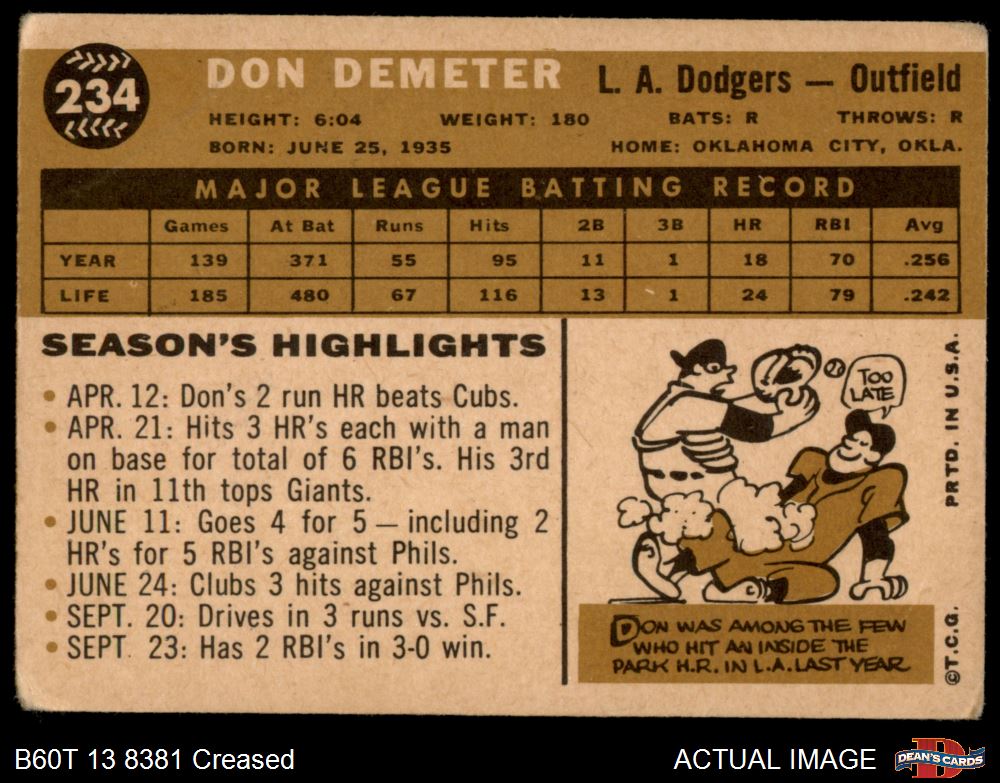 234
DON DEMETER
L. A. Dodgers — Outfield
HEIGHT: 6:04 WEIGHT: 180 BATS: R THROWS: R
BORN: JUNE 25, 1935 HOME: OKLAHOMA CITY, OKLA.
MAJOR LEAGUE BATTING RECORD
Games At Bat Runs Hits 2B 3B HR RBI Avg
YEAR 139 371 55 95 11 1 18 70 .256
LIFE 185 480 67 116 13 1 24 79 .242
SEASON'S HIGHLIGHTS
• APR. 12: Don's 2 run HR beats Cubs.
• APR. 21: Hits 3 HR's each with a man
on base for total of 6 RBI's. His 3rd
HR in 11th tops Giants.
• JUNE 11: Goes 4 for 5 — including 2
HR's for 5 RBI's against Phils.
• JUNE 24: Clubs 3 hits against Phils.
• SEPT. 20: Drives in 3 runs vs. S.F.
• SEPT. 23: Has 2 RBI's in 3-0 win.
TOO
LATE
DON WAS AMONG THE FEW
WHO HIT AN INSIDE THE
PARK H.R. IN L.A. LAST YEAR
©T.C.G. PRTD. IN U.S.A.
B60T 13 8381 Creased
ACTUAL IMAGE
D
DEAN'S CARDS